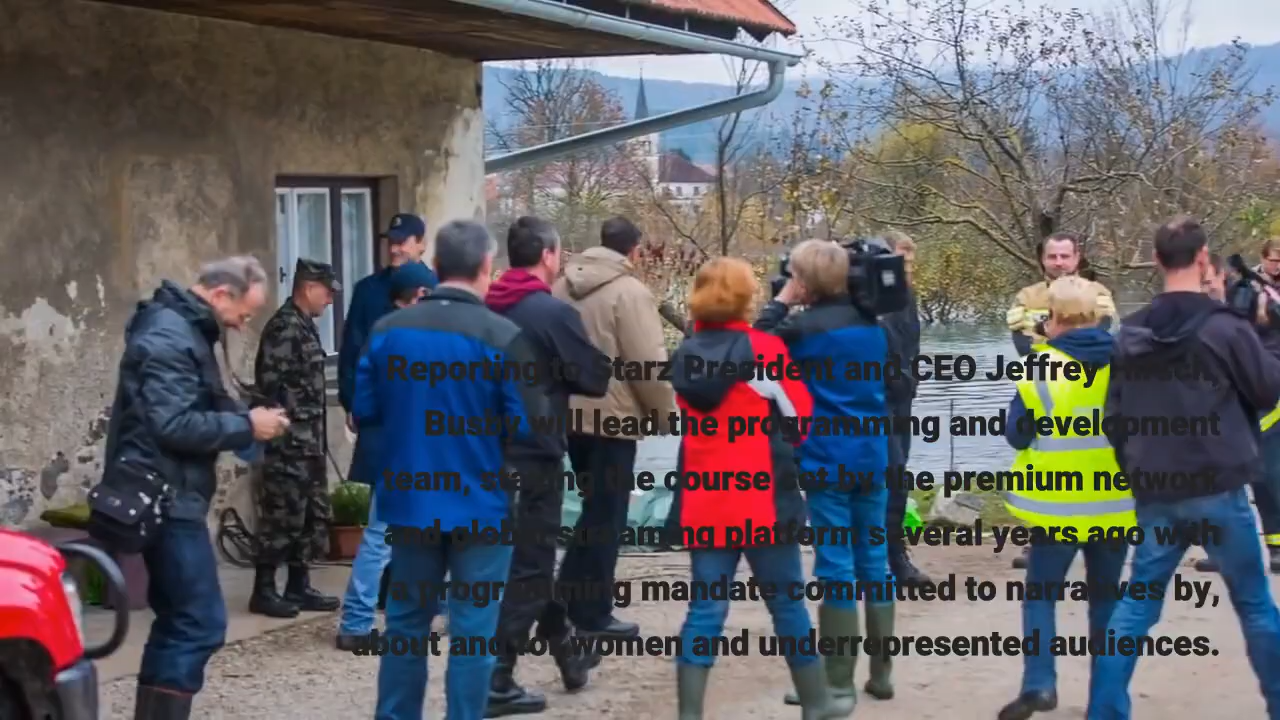 Reporting to Starz President and CEO Jeffrey Hirsch,
Busby will lead the programming and development
team, staying the course set by the premium network
and global streaming platform several years ago with
a programming mandate committed to narratives by,
about and for women and underrepresented audiences.